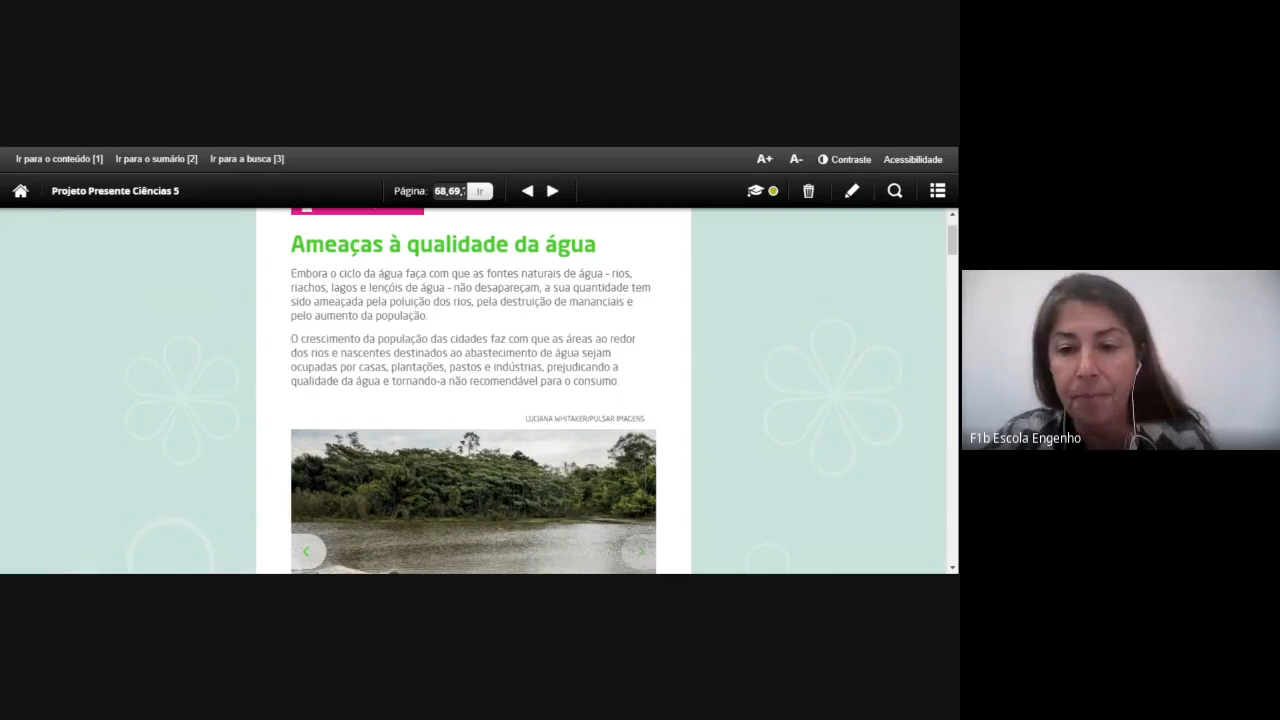 Ir para o conteúdo [1] Ir para o sumário [2] Ir para a busca [3] A+ A- Contraste Acessibilidade
Projeto Presente Ciências 5 Página: 68,69, Ir
Ameaças à qualidade da água
Embora o ciclo da água faça com que as fontes naturais de água – rios,
riachos, lagos e lençóis de água – não desapareçam, a sua quantidade tem
sido ameaçada pela poluição dos rios, pela destruição de mananciais e
pelo aumento da população.
O crescimento da população das cidades faz com que as áreas ao redor
dos rios e nascentes destinados ao abastecimento de água sejam
ocupadas por casas, plantações, pastos e indústrias, prejudicando a
qualidade da água e tornando-a não recomendável para o consumo.
LUCIANA WHITAKER/PULSAR IMAGENS
F1b Escola Engenho